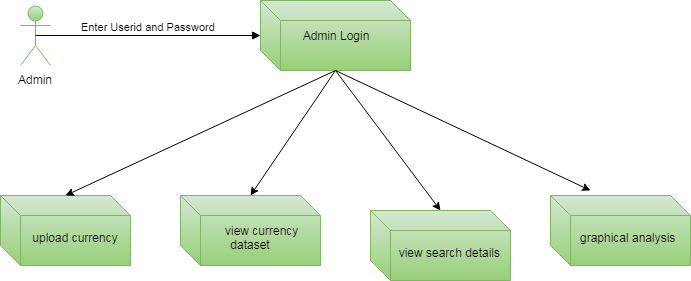 Enter Userid and Password
Admin Login
Admin
upload currency
view currency
dataset
view search details
graphical analysis